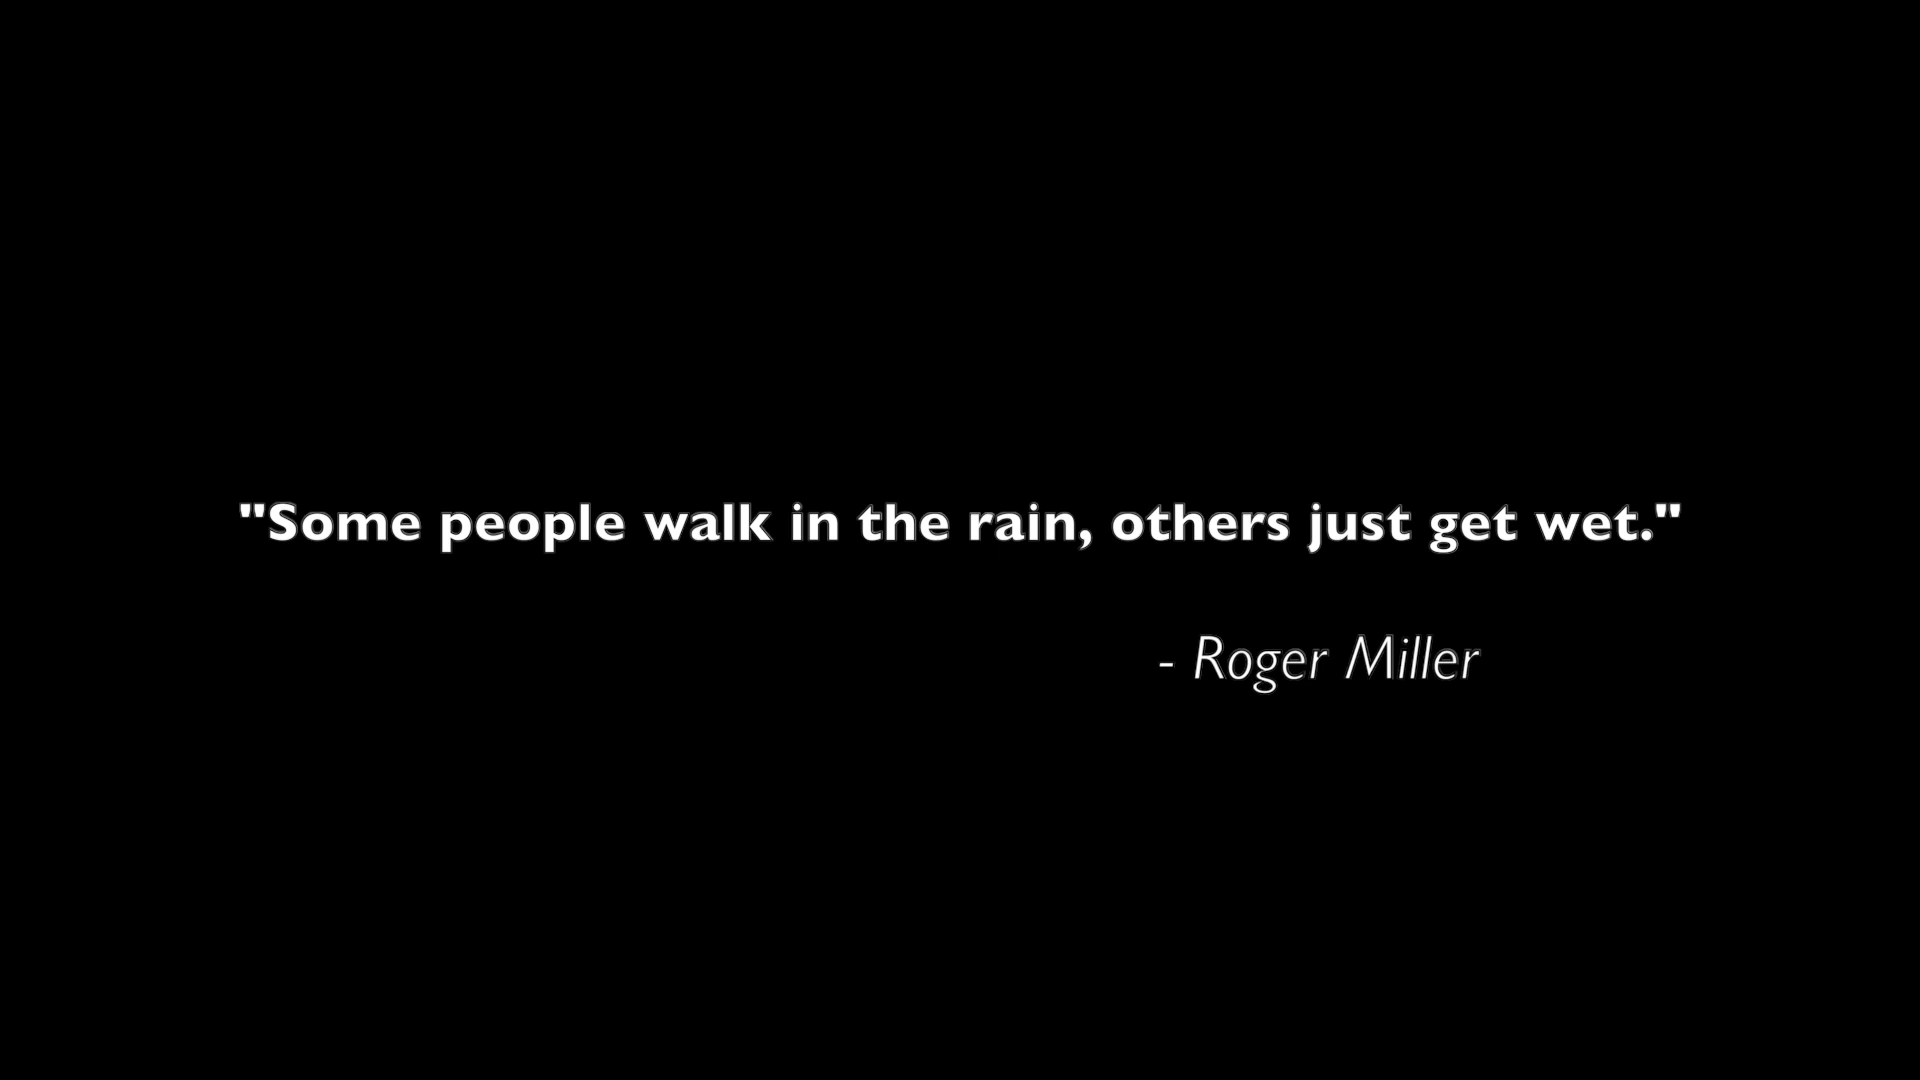 "Some people walk in the rain, others just get wet."
- Roger Miller